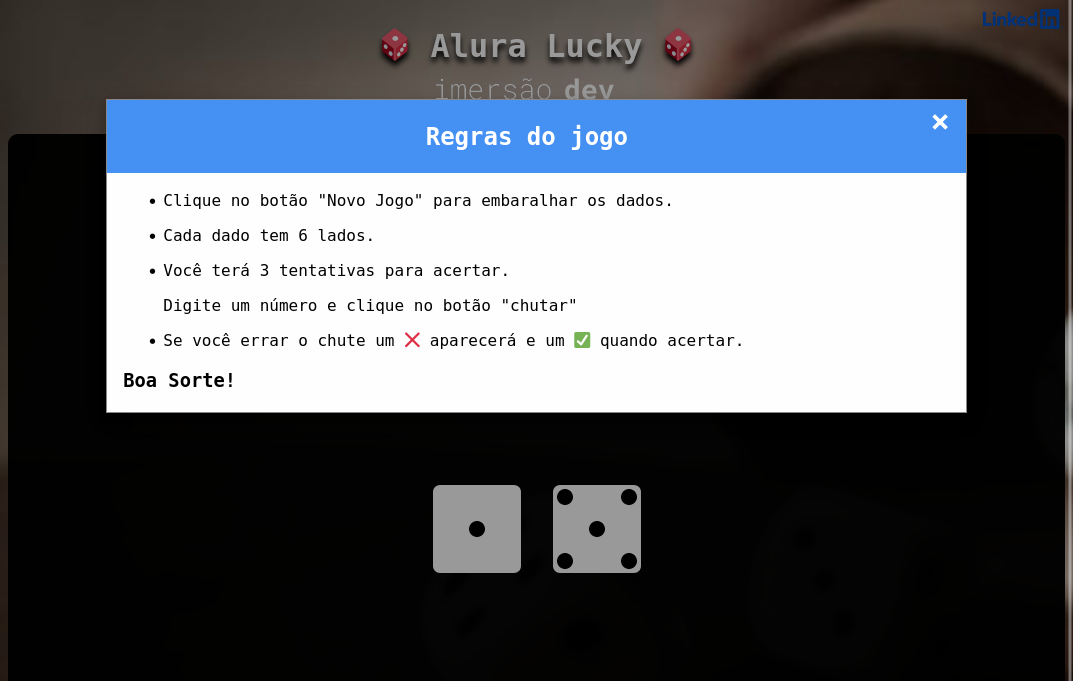 LinkedIn
🎲 Alura Lucky 🎲
imersão dev
Regras do jogo
×
• Clique no botão "Novo Jogo" para embaralhar os dados.
• Cada dado tem 6 lados.
• Você terá 3 tentativas para acertar.
Digite um número e clique no botão "chutar"
• Se você errar o chute um ❌ aparecerá e um ✅ quando acertar.
Boa Sorte!